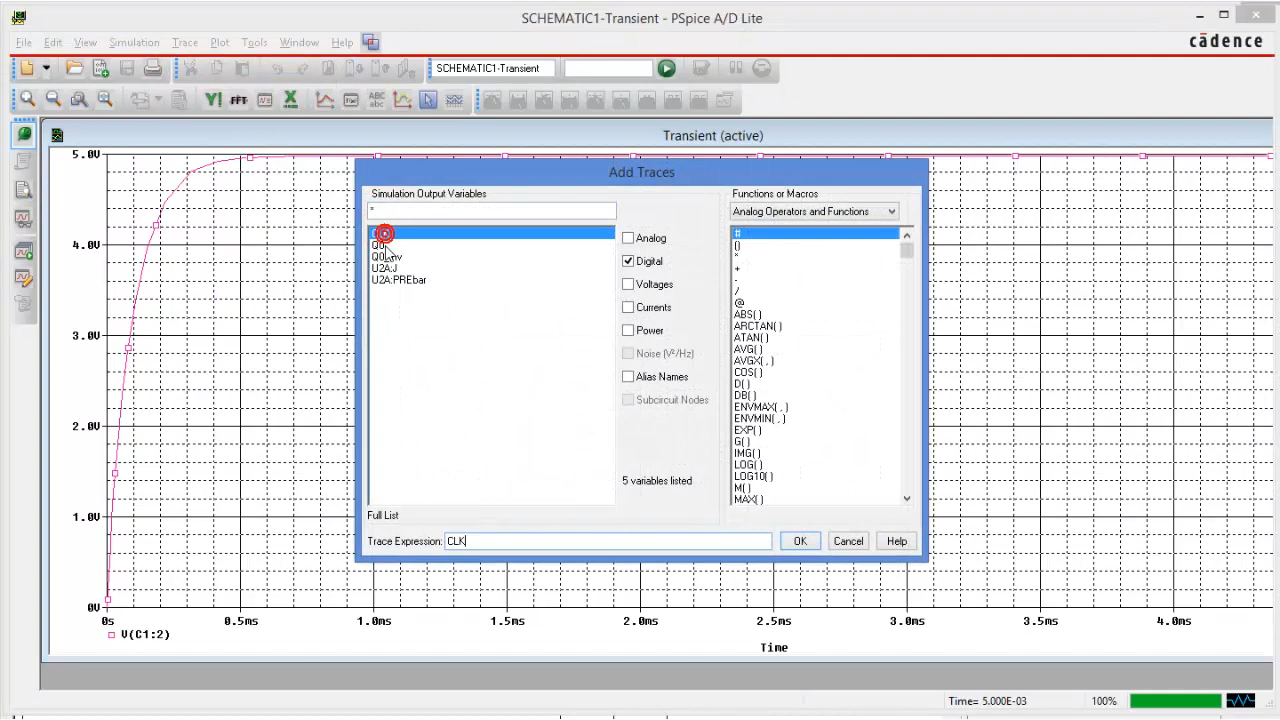 SCHEMATIC1-Transient - PSpice A/D Lite
File Edit View Simulation Trace Plot Tools Window Help
cādence
SCHEMATIC1-Transient
FFT
ABC
abc
Transient (active)
5.0V
4.0V
3.0V
2.0V
1.0V
0V
0s
0.5ms
1.0ms
1.5ms
2.0ms
2.5ms
3.0ms
3.5ms
4.0ms
V(C1:2)
Time
Add Traces
Simulation Output Variables
*
U2A:J
U2A:PREbar
Analog
Digital
Voltages
Currents
Power
Noise (V²/Hz)
Alias Names
Subcircuit Nodes
5 variables listed
Full List
Functions or Macros
Analog Operators and Functions
#
()
*
+
-
/
@
ABS()
ARCTAN()
ATAN()
AVG()
AVGX(,)
COS()
D()
DB()
ENVMAX(,)
ENVMIN(,)
EXP()
G()
IMG()
LOG()
LOG10()
M()
MAX()
Trace Expression: CLK
OK
Cancel
Help
Time= 5.000E-03
100%